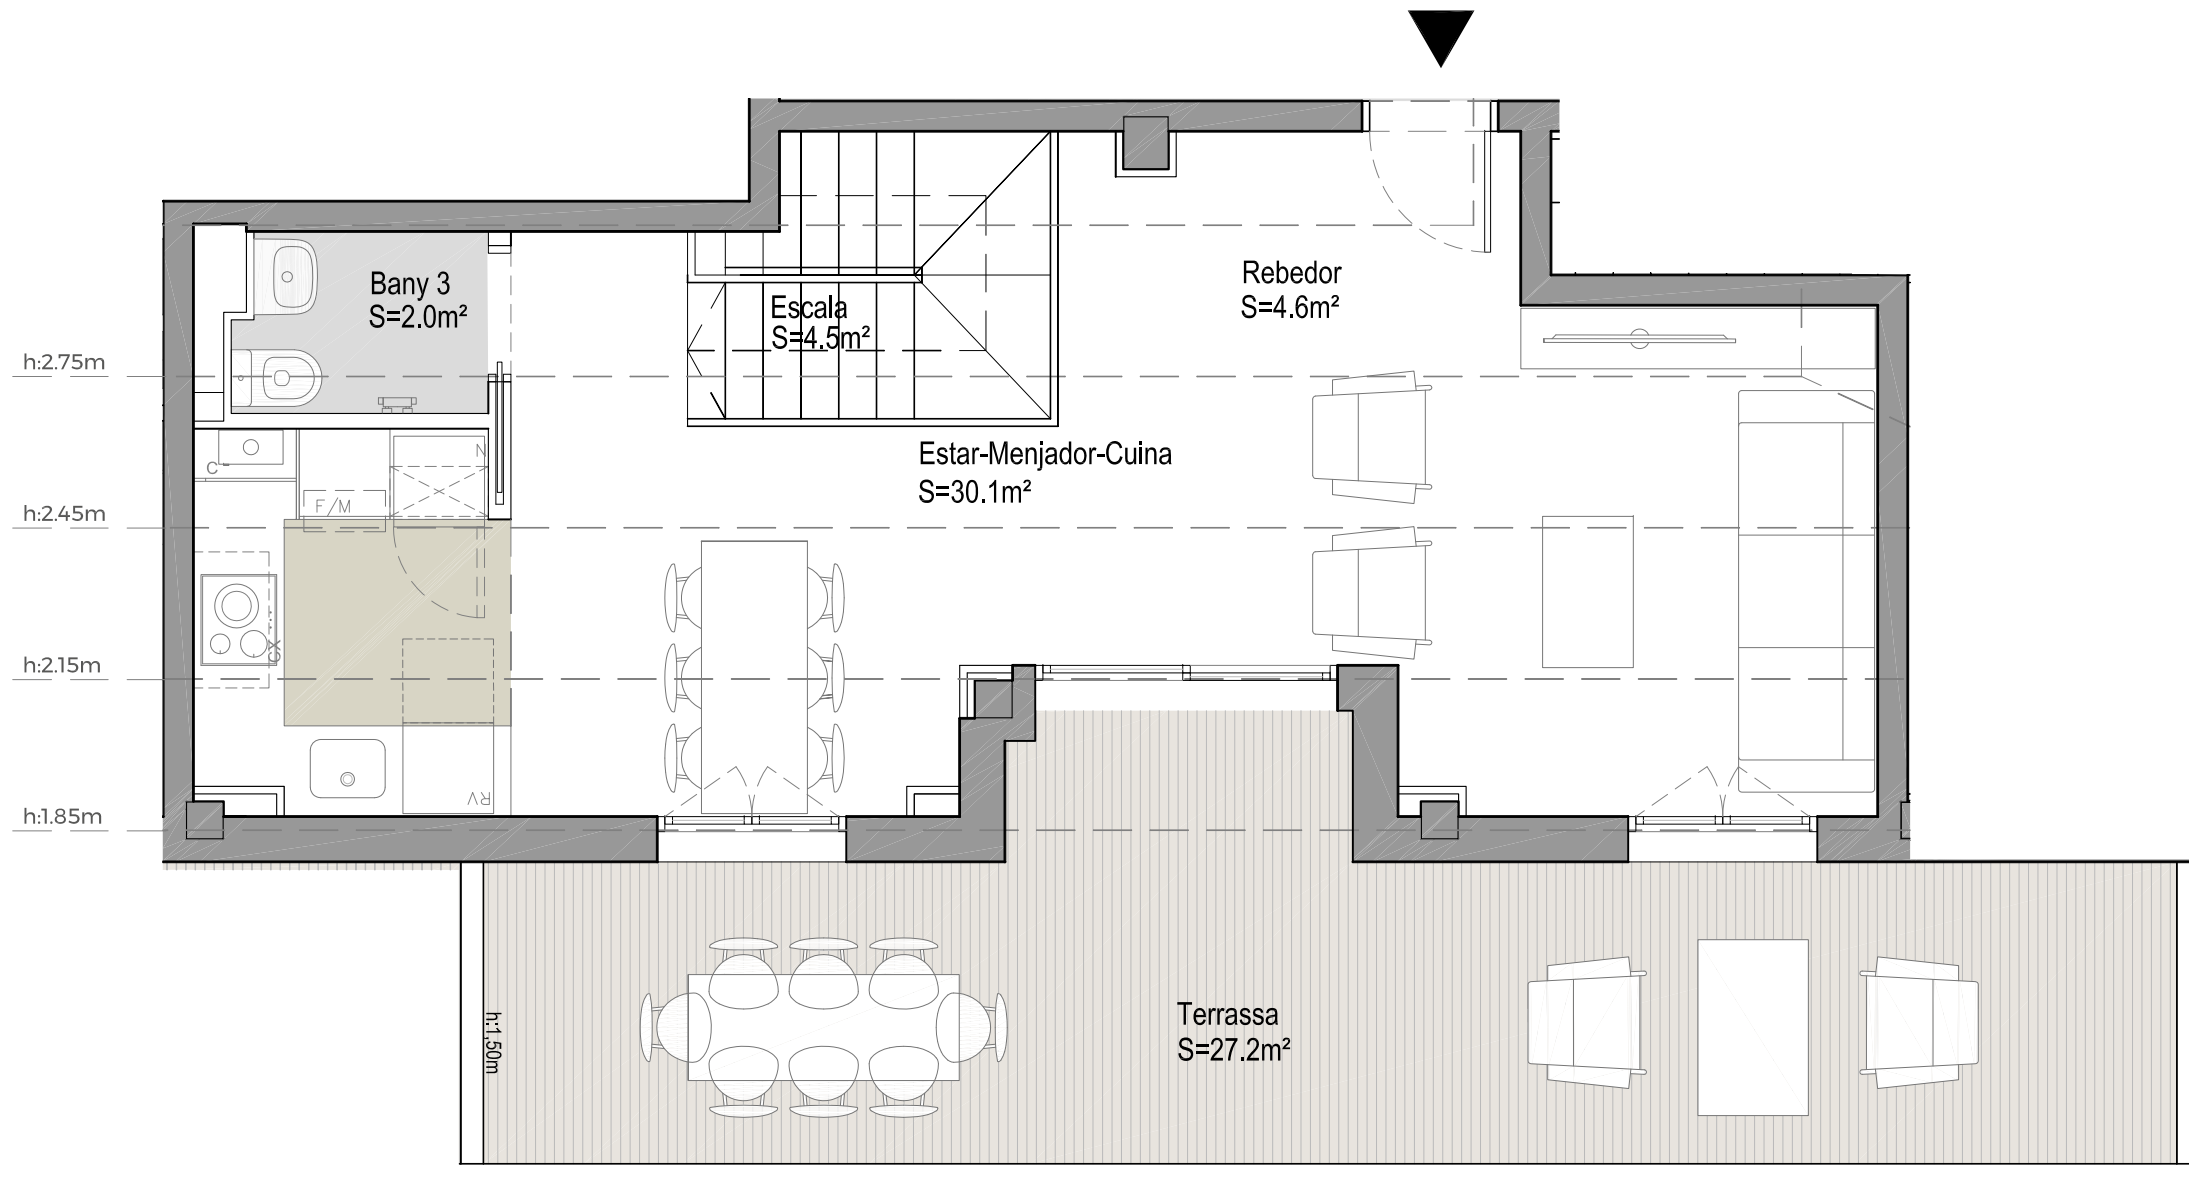 Bany 3
S=2.0m²
Escala
S=4.5m²
Rebedor
S=4.6m²
h:2.75m
Estar-Menjador-Cuina
S=30.1m²
N
C
F/M
h:2.45m
CX
h:2.15m
RV
h:1.85m
h:1,50m
Terrassa
S=27.2m²